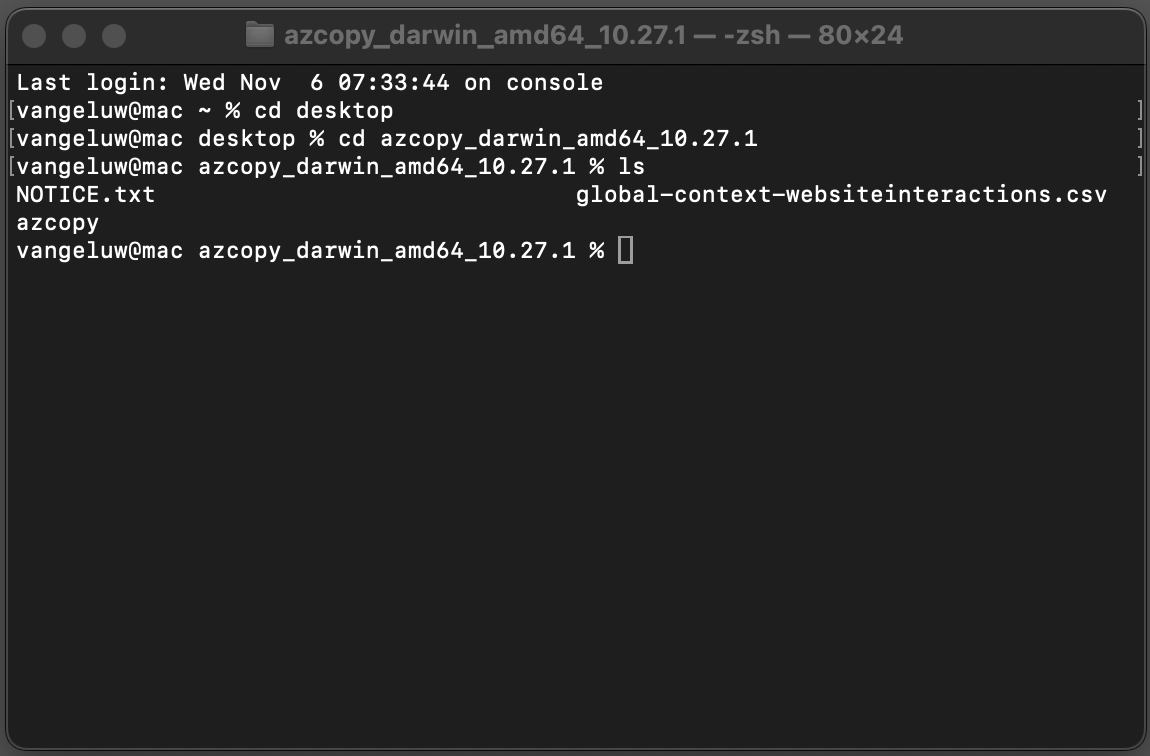 azcopy_darwin_amd64_10.27.1 — -zsh — 80×24
Last login: Wed Nov  6 07:33:44 on console
[vangeluw@mac ~ % cd desktop ]
[vangeluw@mac desktop % cd azcopy_darwin_amd64_10.27.1 ]
[vangeluw@mac azcopy_darwin_amd64_10.27.1 % ls ]
NOTICE.txt global-context-websiteinteractions.csv
azcopy
vangeluw@mac azcopy_darwin_amd64_10.27.1 %